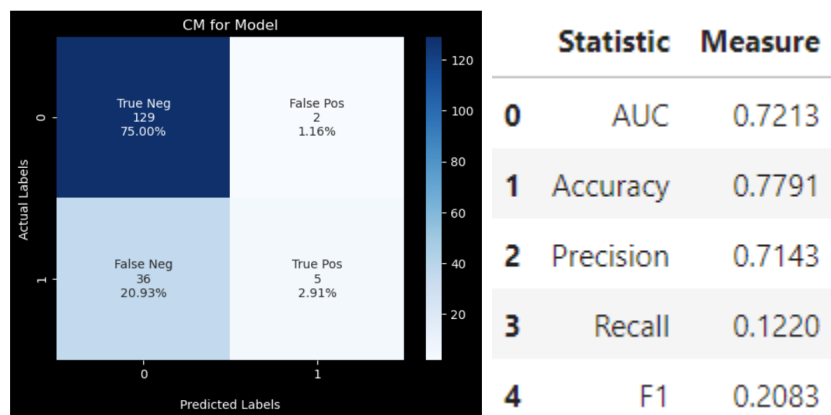 CM for Model
Actual Labels
0
True Neg
129
75.00%
False Pos
2
1.16%
1
False Neg
36
20.93%
True Pos
5
2.91%
0 1
Predicted Labels
120
100
80
60
40
20
Statistic Measure
0 AUC 0.7213
1 Accuracy 0.7791
2 Precision 0.7143
3 Recall 0.1220
4 F1 0.2083